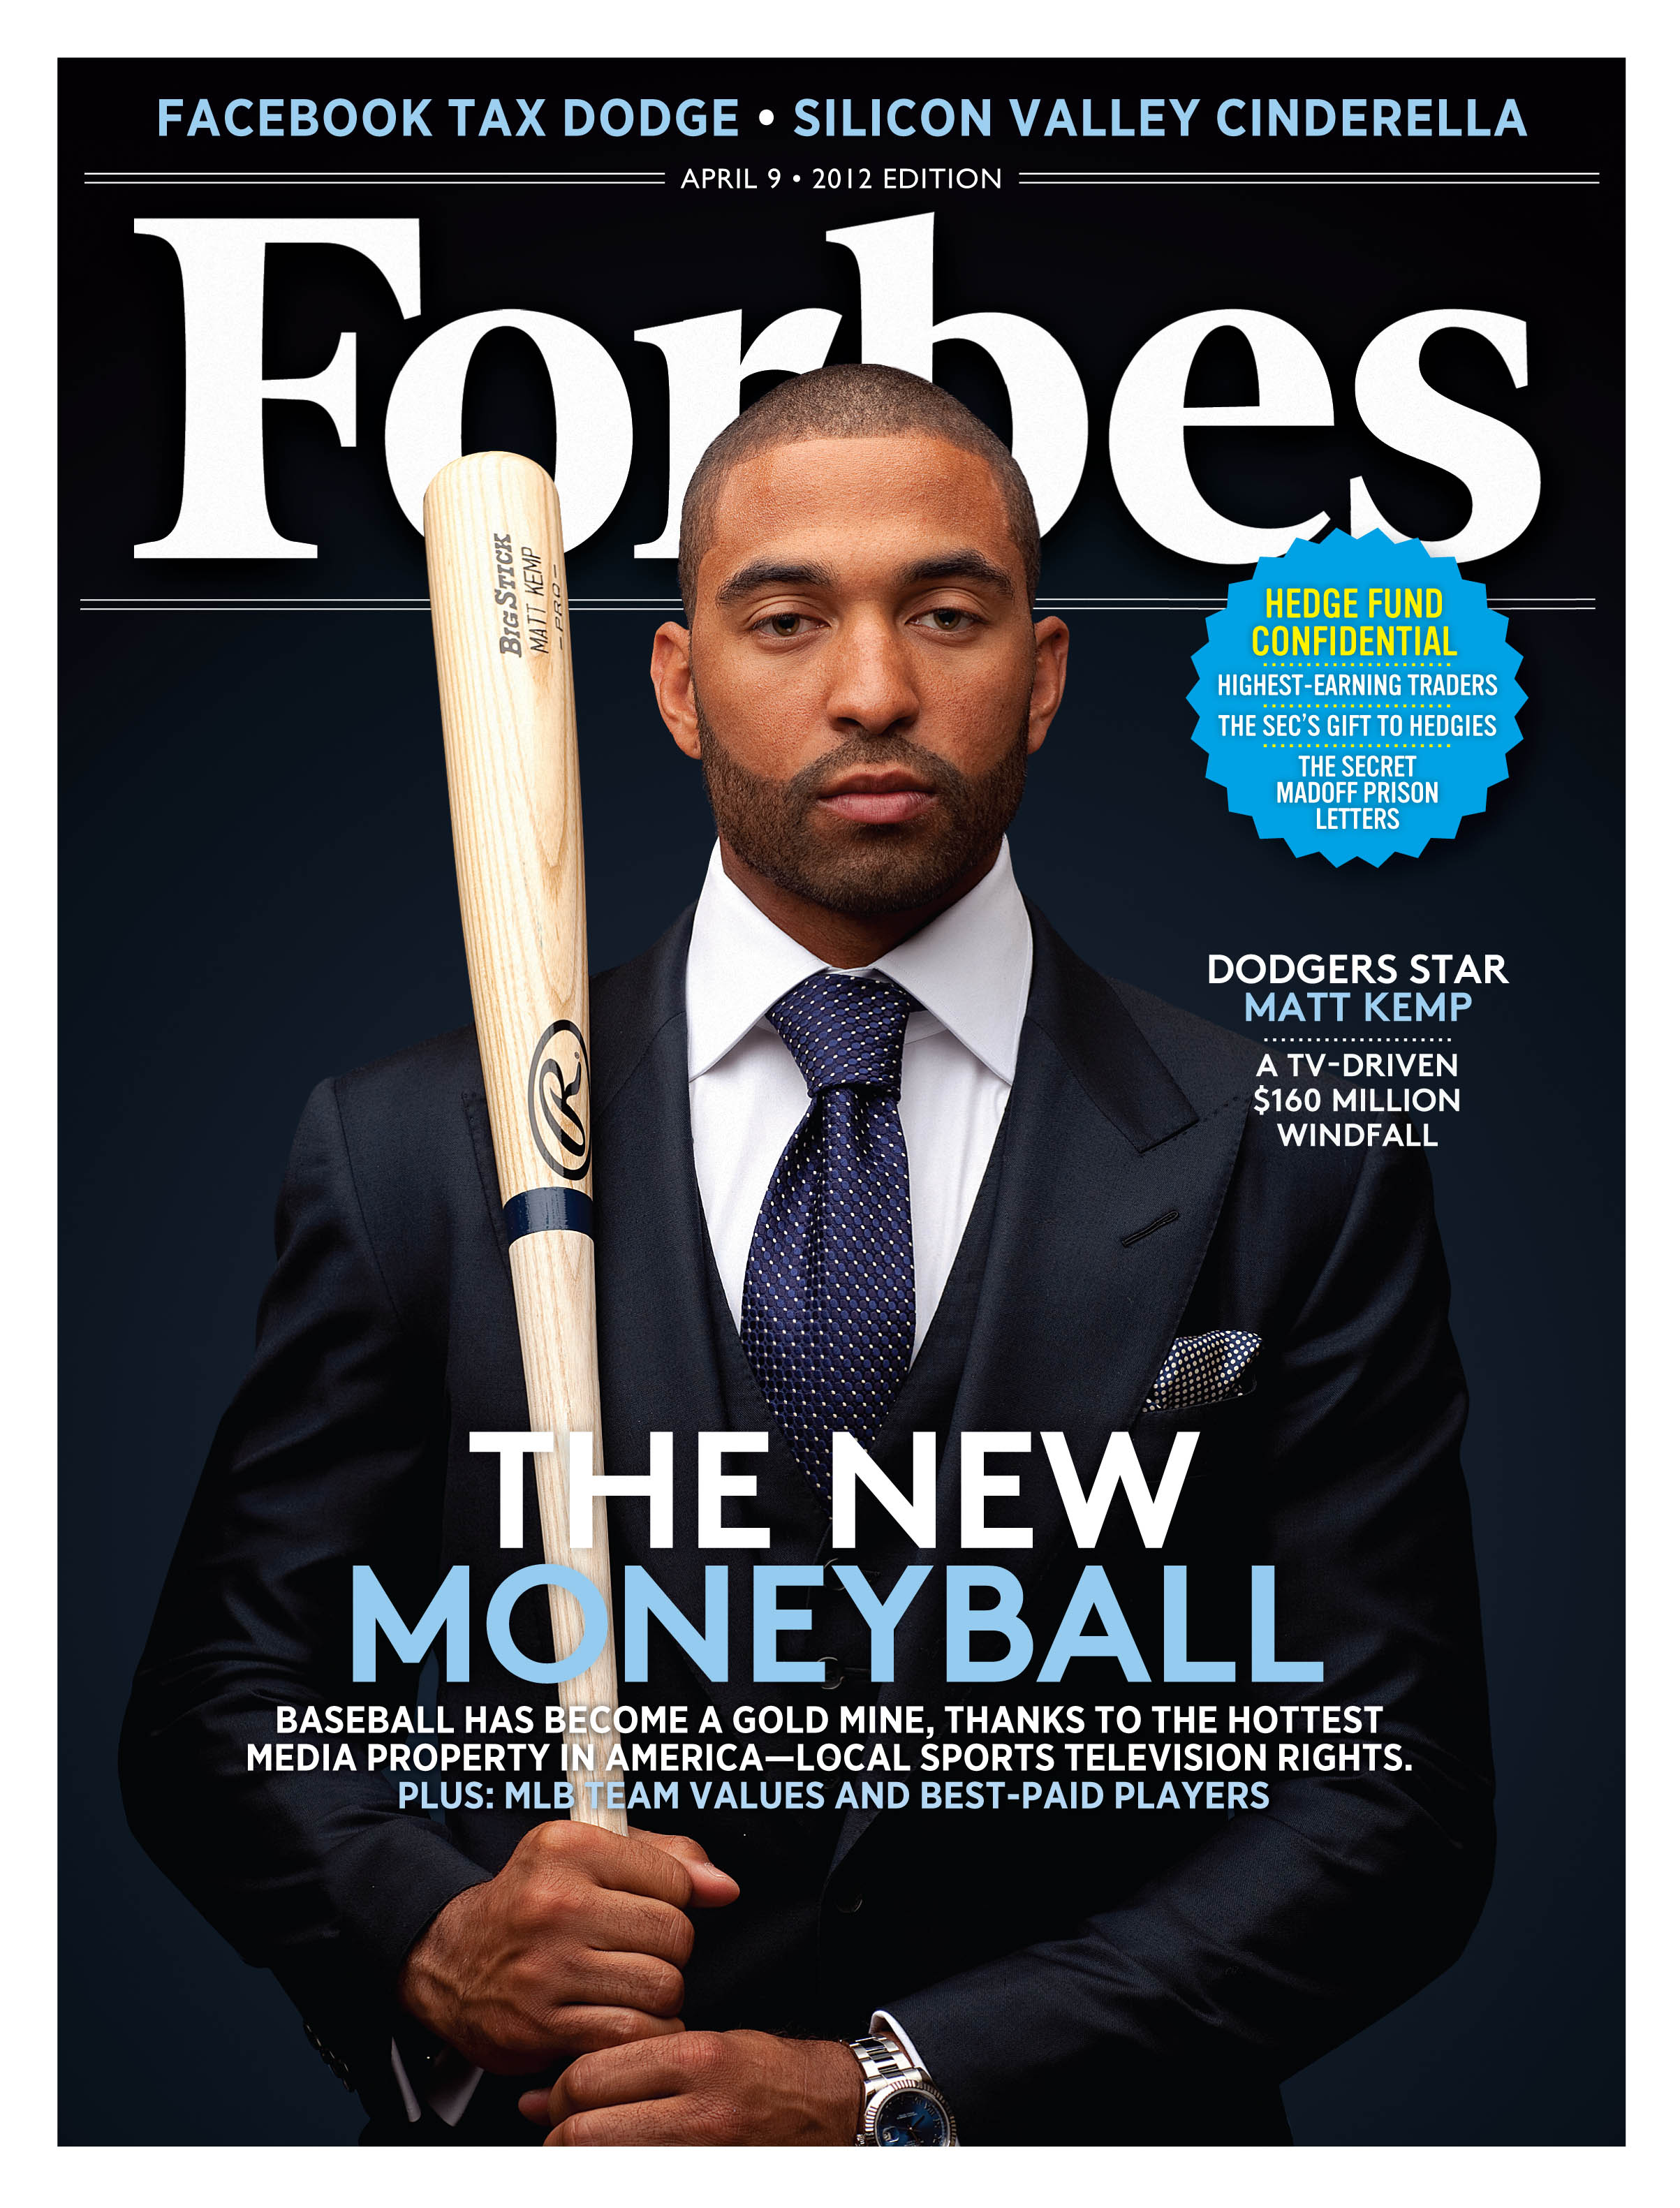 FACEBOOK TAX DODGE • SILICON VALLEY CINDERELLA
APRIL 9 • 2012 EDITION
Forbes
BIG STICK
MATT KEMP
– PRO –
HEDGE FUND
CONFIDENTIAL
HIGHEST-EARNING TRADERS
THE SEC'S GIFT TO HEDGIES
THE SECRET
MADOFF PRISON
LETTERS
DODGERS STAR
MATT KEMP
A TV-DRIVEN
$160 MILLION
WINDFALL
R
THE NEW
MONEYBALL
BASEBALL HAS BECOME A GOLD MINE, THANKS TO THE HOTTEST
MEDIA PROPERTY IN AMERICA—LOCAL SPORTS TELEVISION RIGHTS.
PLUS: MLB TEAM VALUES AND BEST-PAID PLAYERS